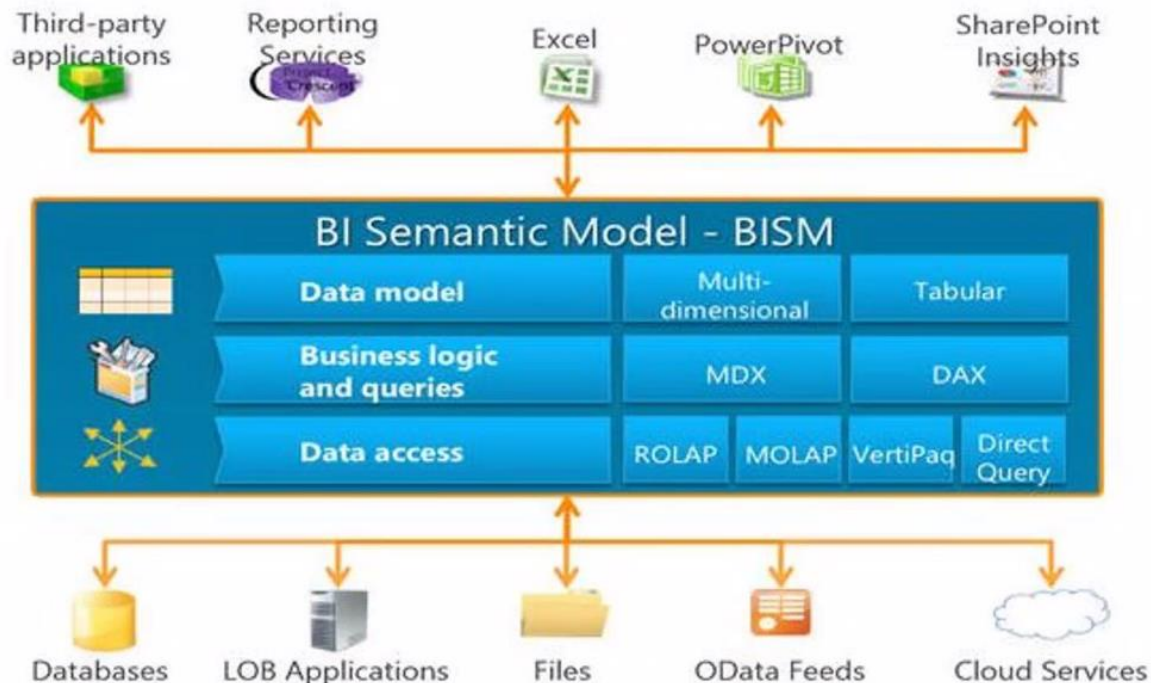 Third-party
applications
Reporting
Services
Project
"Crescent"
Excel
PowerPivot
SharePoint
Insights
BI Semantic Model - BISM
Data model
Multi-
dimensional
Tabular
Business logic
and queries
MDX
DAX
Data access
ROLAP
MOLAP
VertiPaq
Direct
Query
Databases
LOB Applications
Files
OData Feeds
Cloud Services